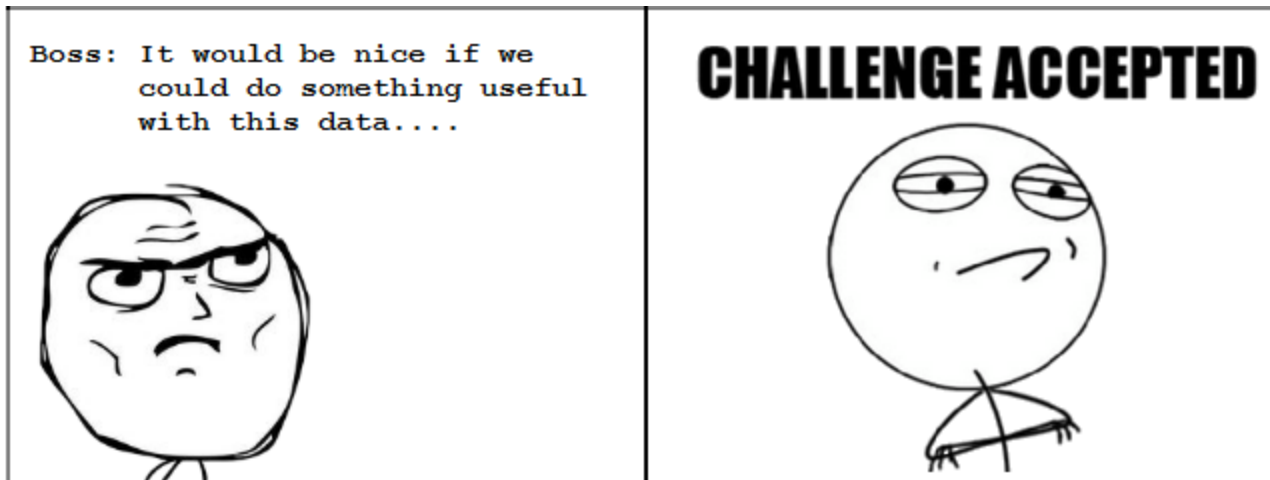 Boss: It would be nice if we
could do something useful
with this data....
CHALLENGE ACCEPTED